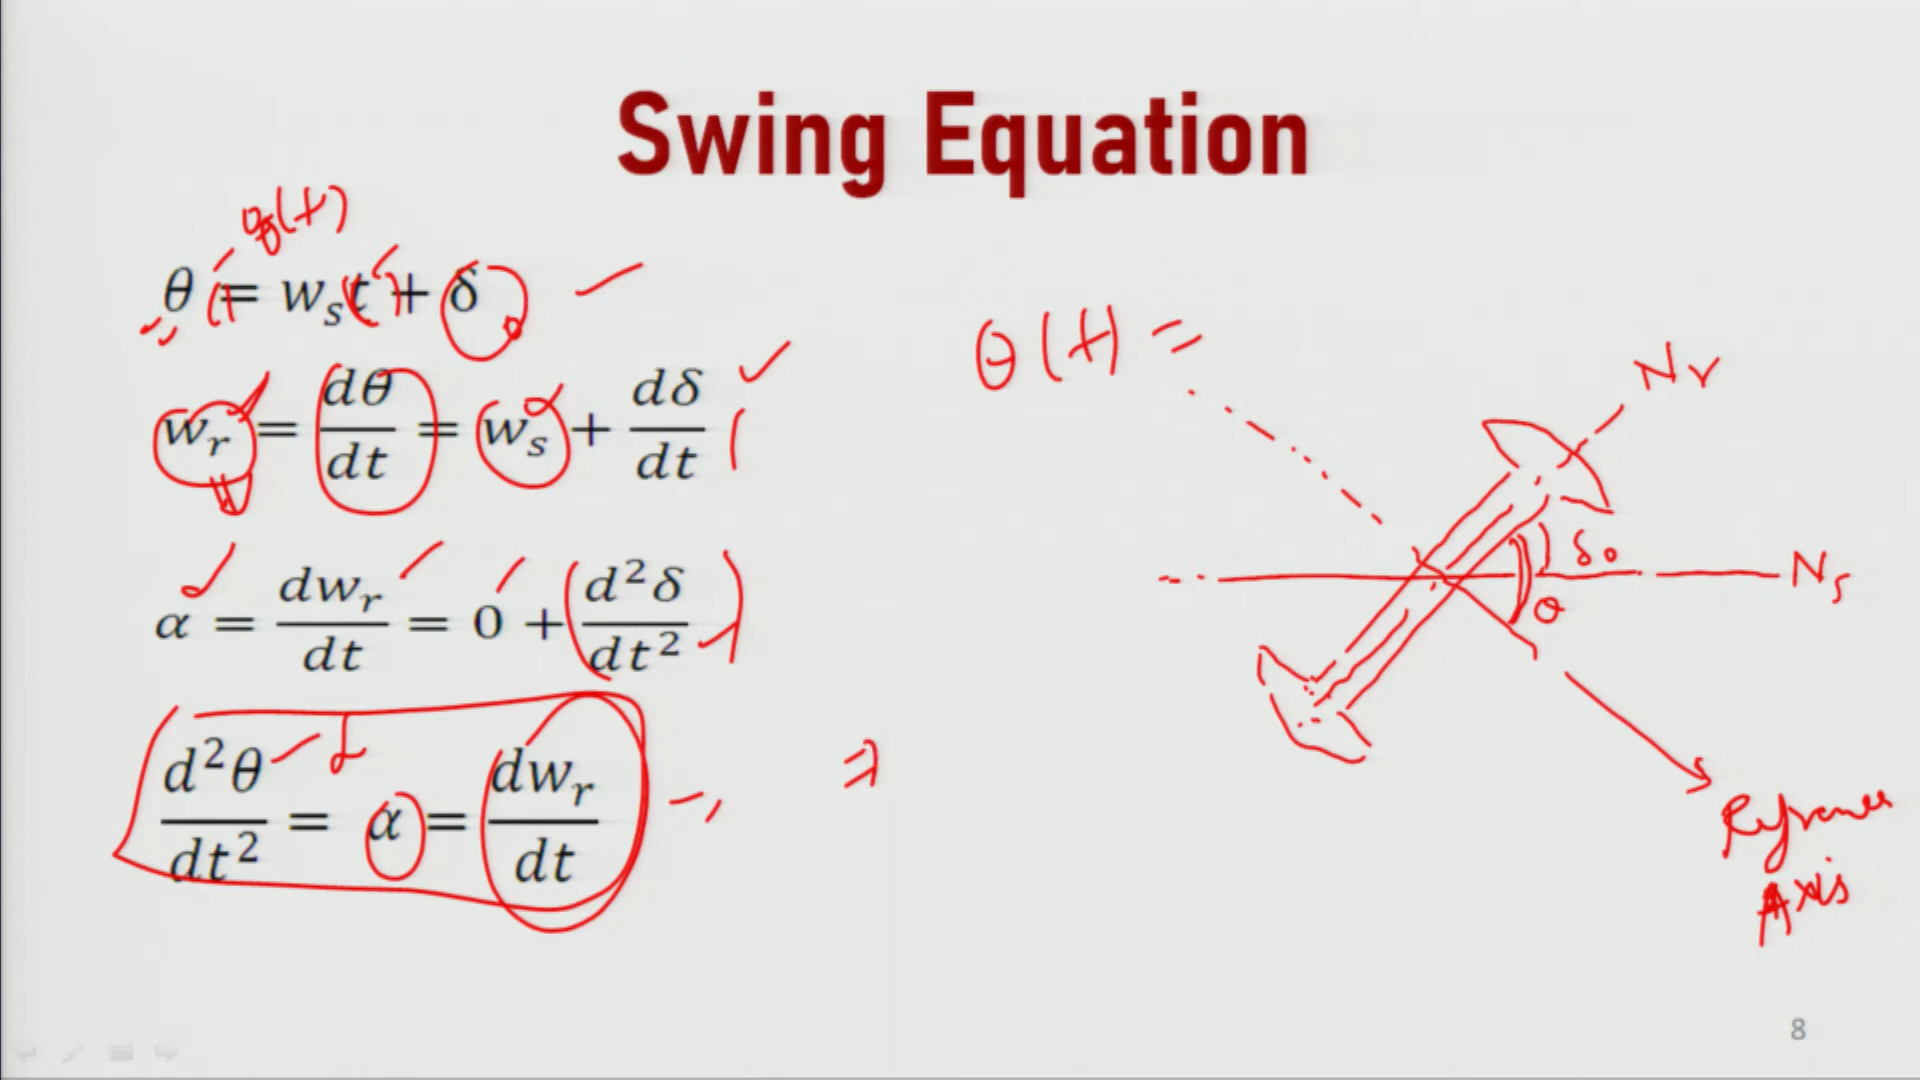 Swing Equation
θ(t)
θ = w_s t + δ_0
w_r = dθ/dt = w_s + dδ/dt
α = dw_r/dt = 0 + d²δ/dt²
d²θ/dt² = α = dw_r/dt
α
⇒
θ(t) =
N_r
δ_0
N_s
θ
Reference
Axis
8